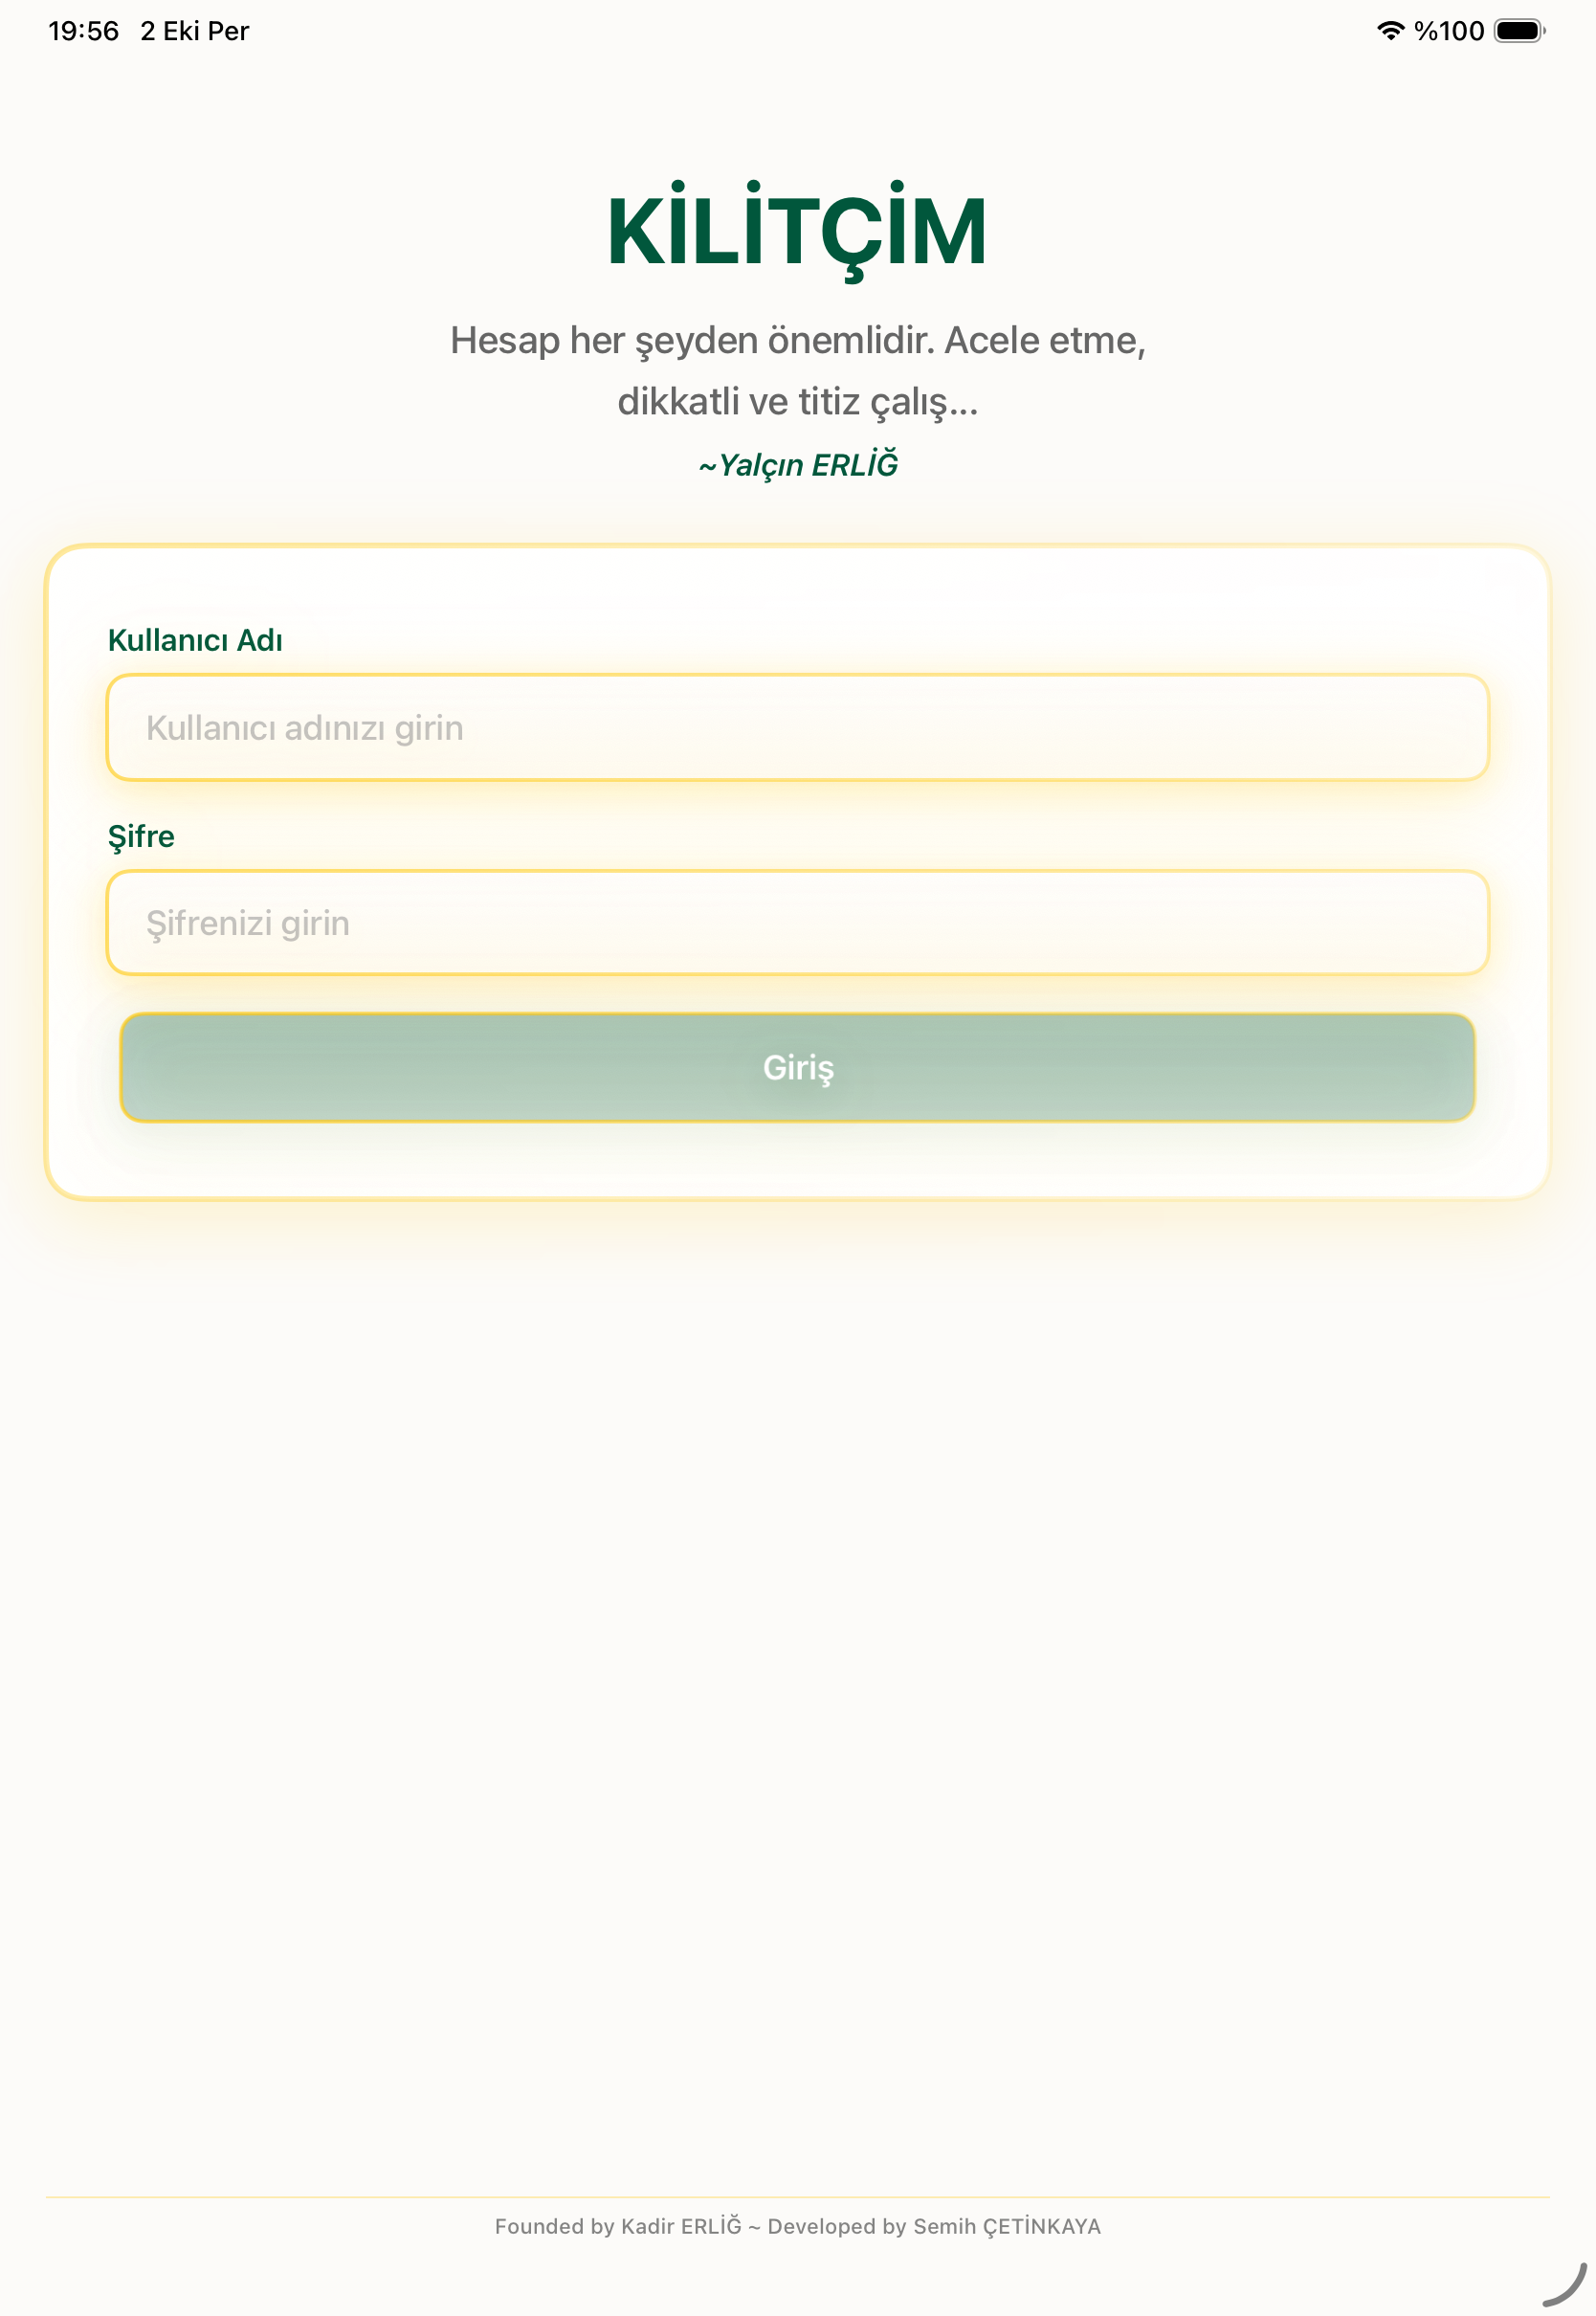 19:56 2 Eki Per %100
KİLİTÇİM
Hesap her şeyden önemlidir. Acele etme,
dikkatli ve titiz çalış...
~Yalçın ERLİĞ
Kullanıcı Adı
Kullanıcı adınızı girin
Şifre
Şifrenizi girin
Giriş
Founded by Kadir ERLİĞ ~ Developed by Semih ÇETİNKAYA